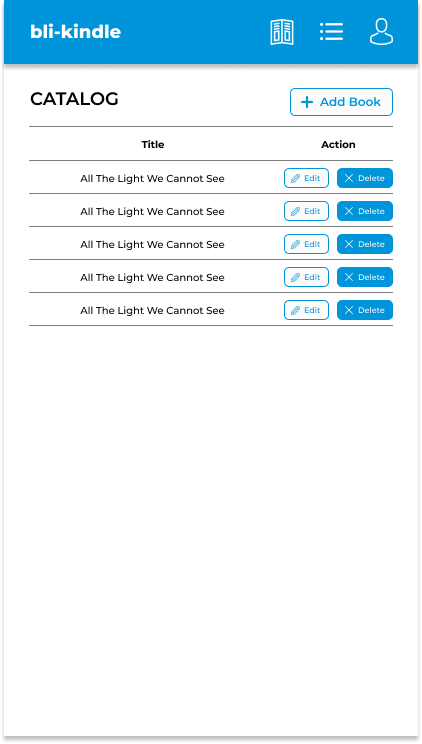 bli-kindle
CATALOG
Add Book
Title Action
All The Light We Cannot See Edit Delete
All The Light We Cannot See Edit Delete
All The Light We Cannot See Edit Delete
All The Light We Cannot See Edit Delete
All The Light We Cannot See Edit Delete